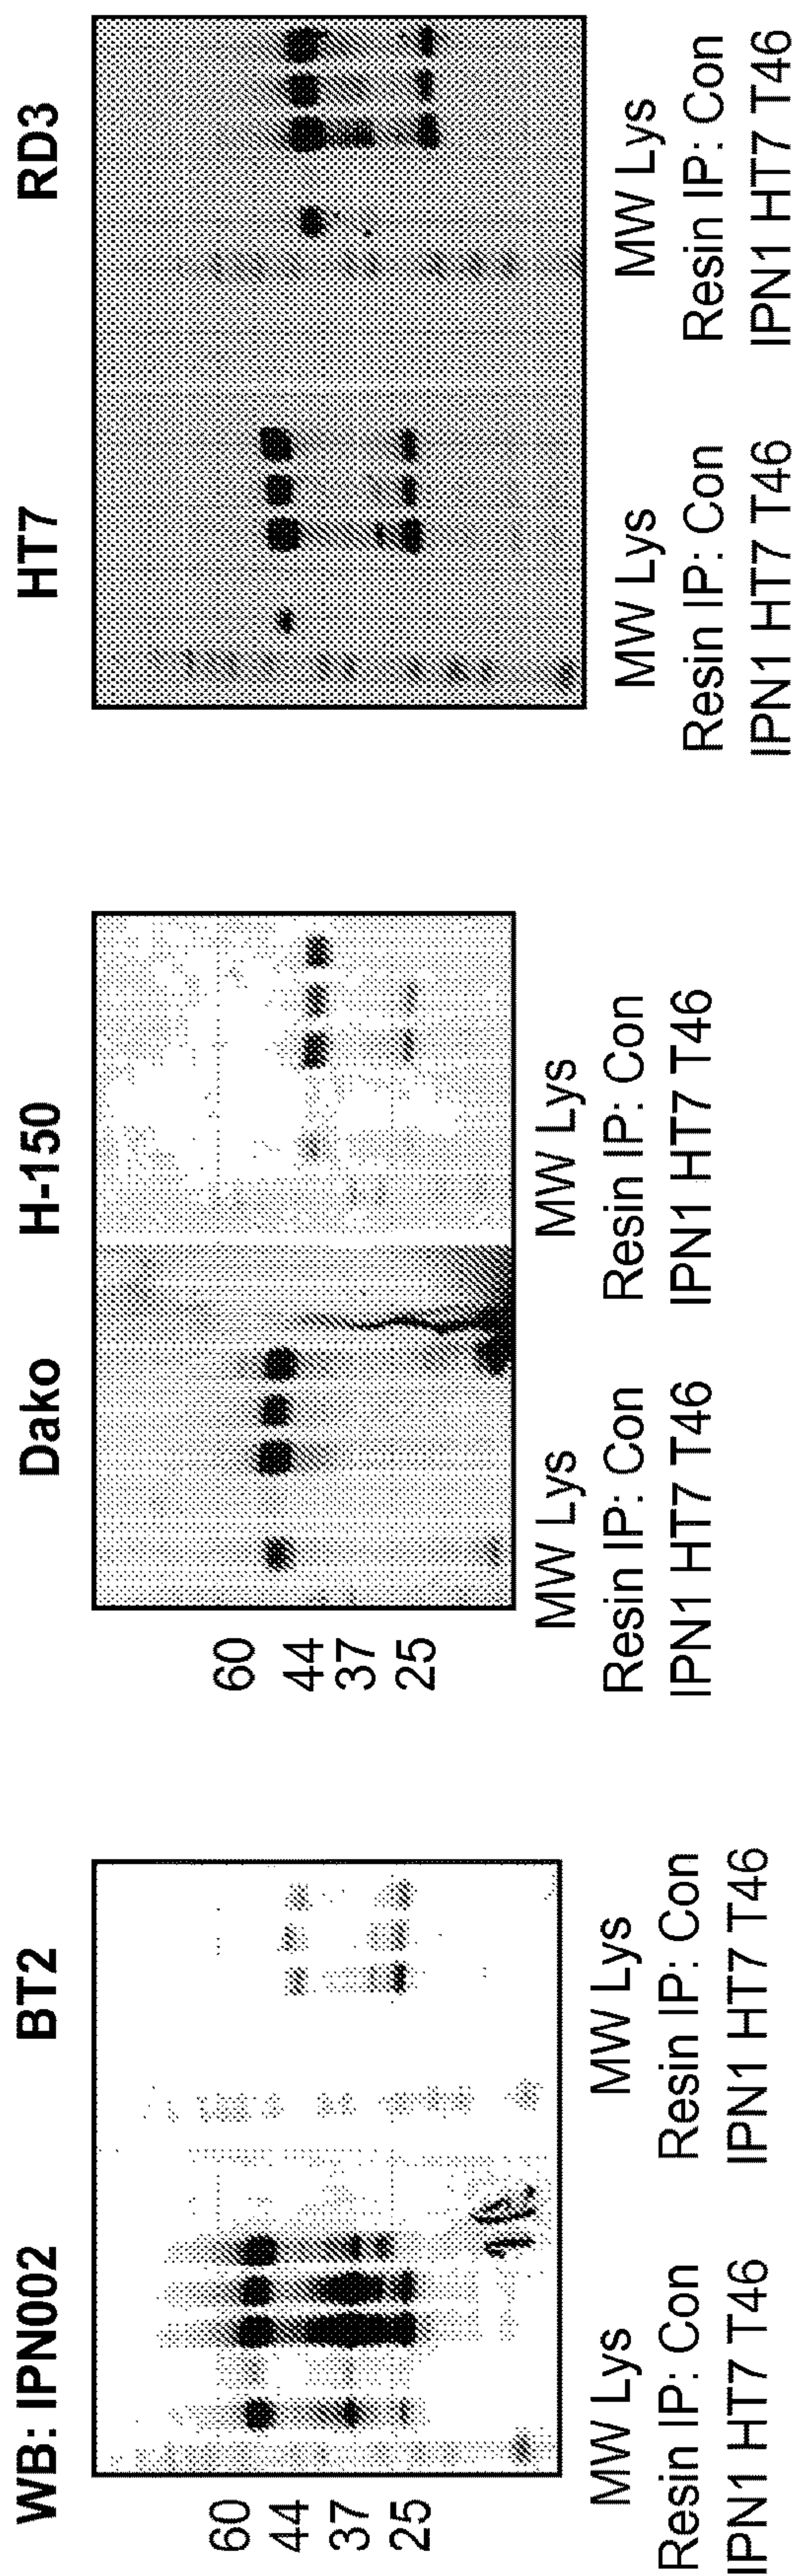 WB: IPN002
BT2
60
44
37
25
MW Lys
Resin IP: Con
IPN1 HT7 T46
MW Lys
Resin IP: Con
IPN1 HT7 T46
Dako
H-150
60
44
37
25
MW Lys
Resin IP: Con
IPN1 HT7 T46
MW Lys
Resin IP: Con
IPN1 HT7 T46
HT7
RD3
MW Lys
Resin IP: Con
IPN1 HT7 T46
MW Lys
Resin IP: Con
IPN1 HT7 T46